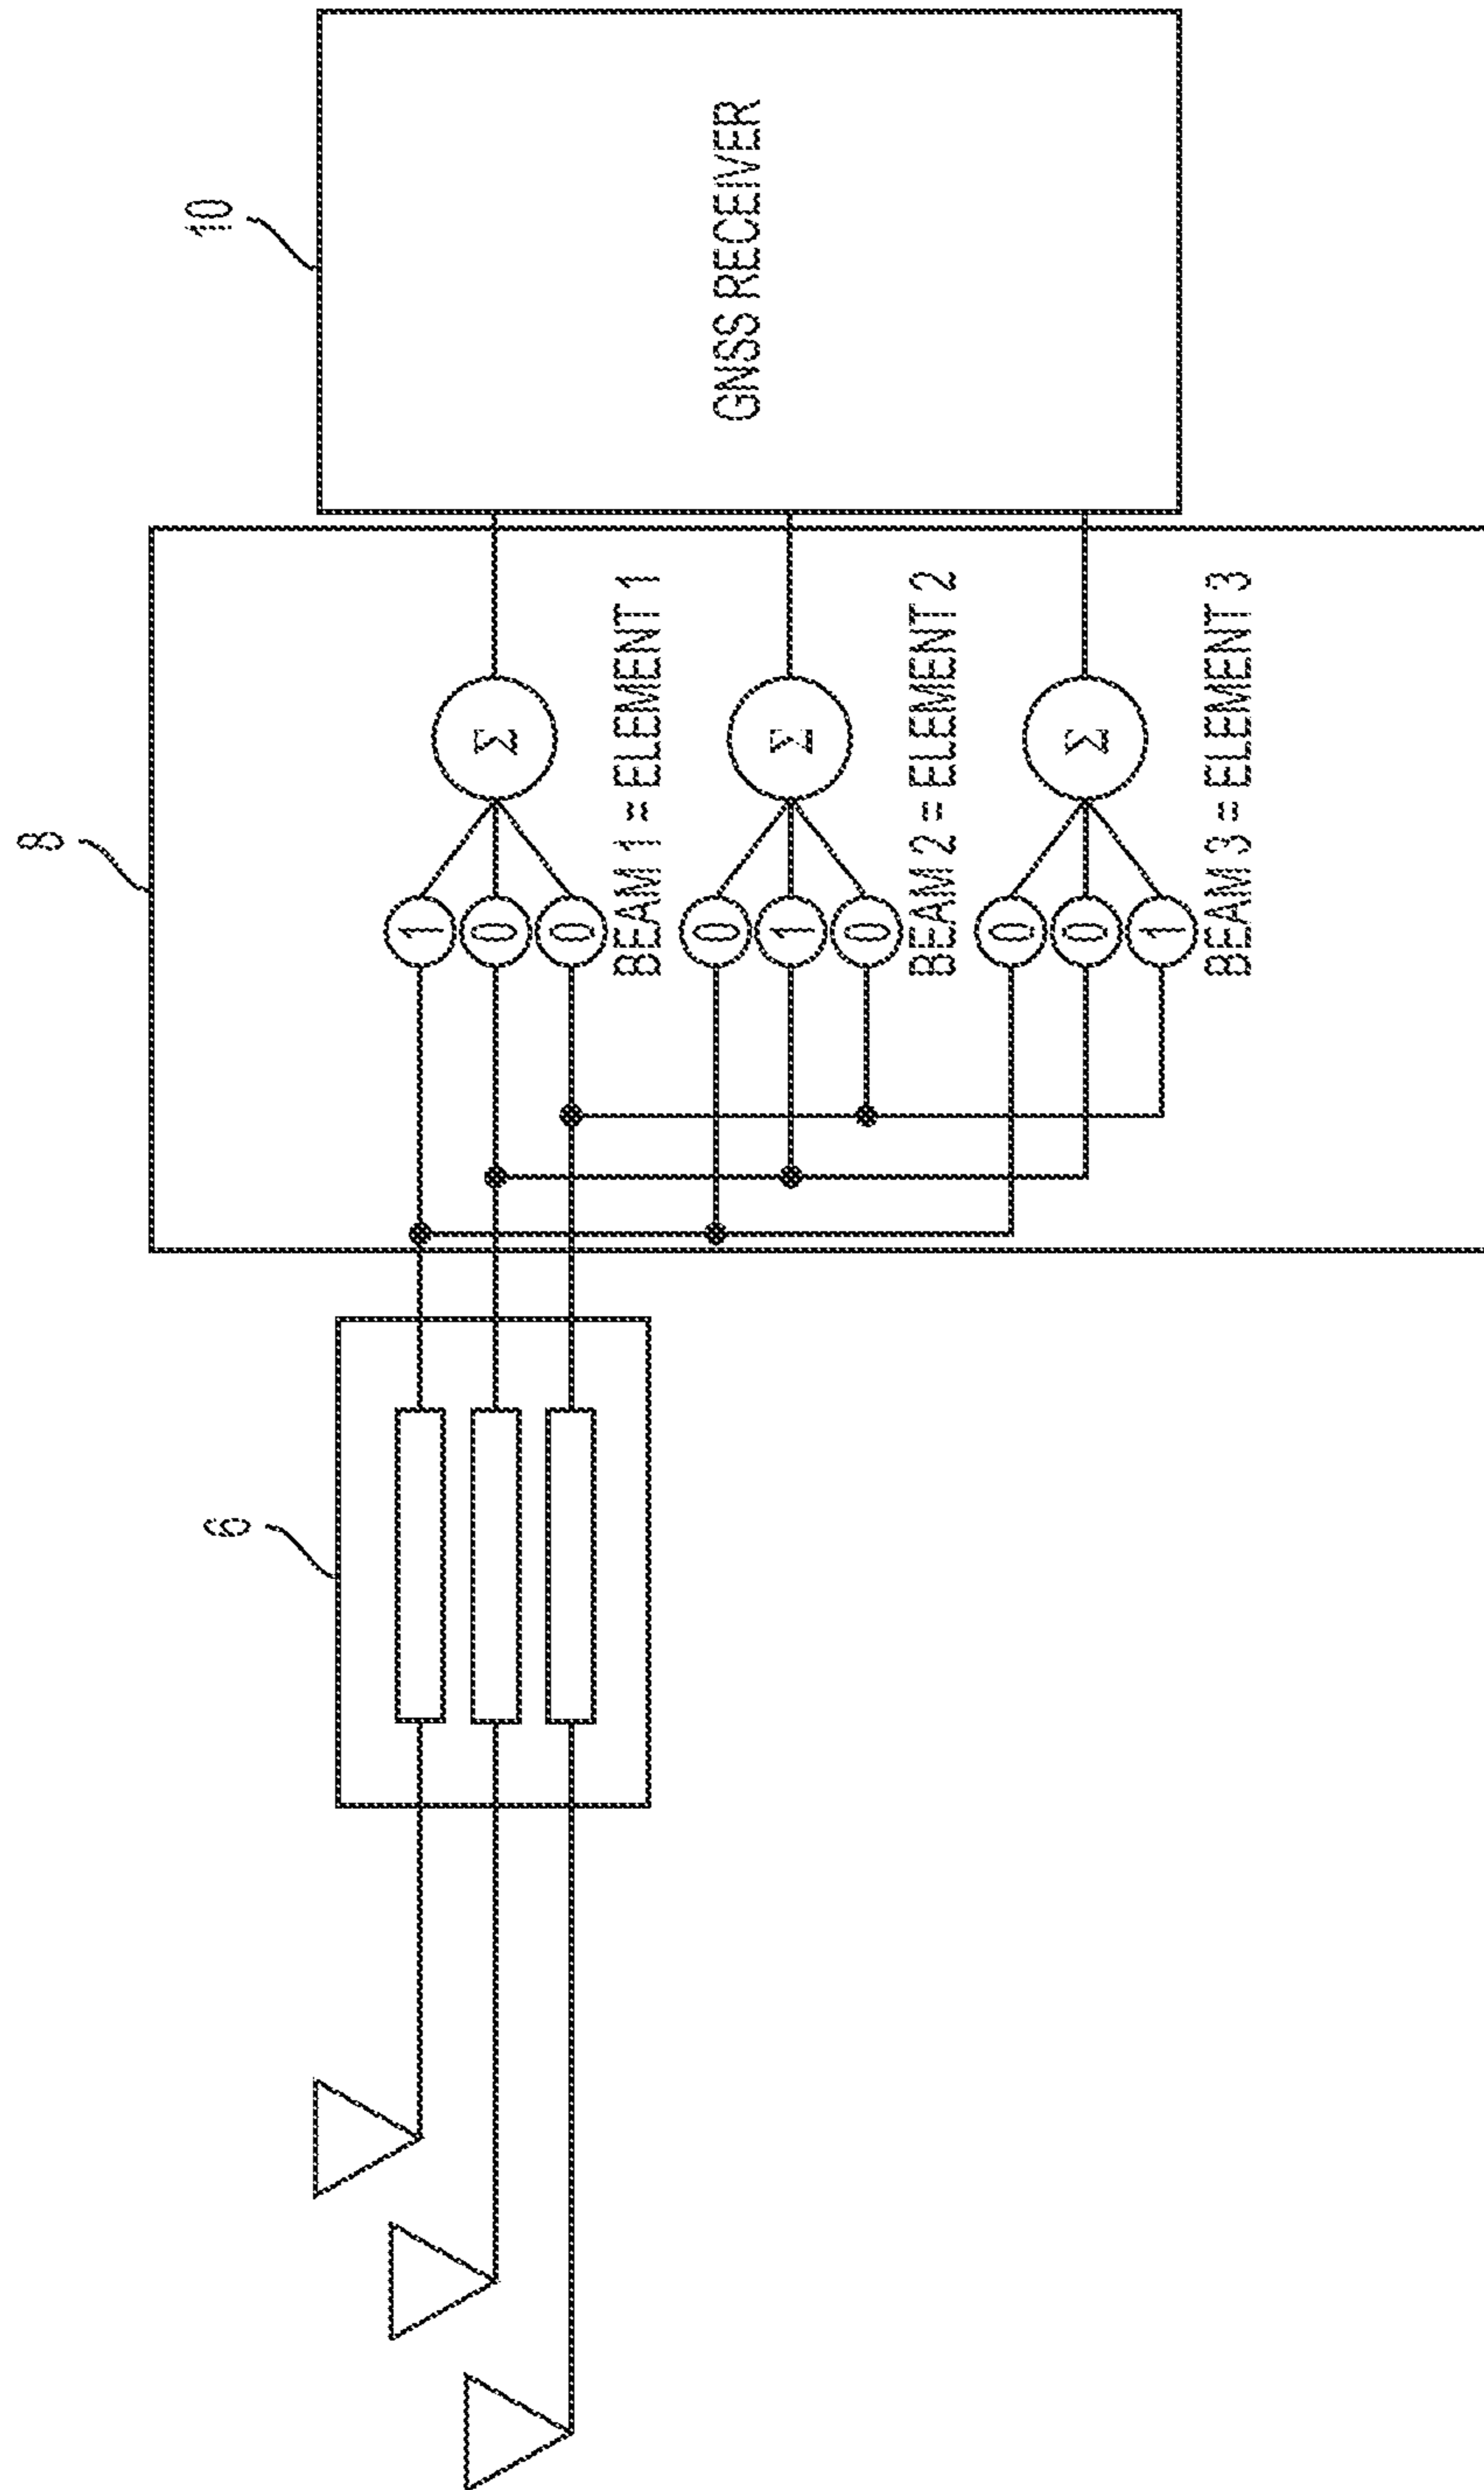 10
GNSS RECEIVER
8
Σ
1
0
0
BEAM 1 = ELEMENT 1
Σ
0
1
0
BEAM 2 = ELEMENT 2
Σ
0
0
1
BEAM 3 = ELEMENT 3
6